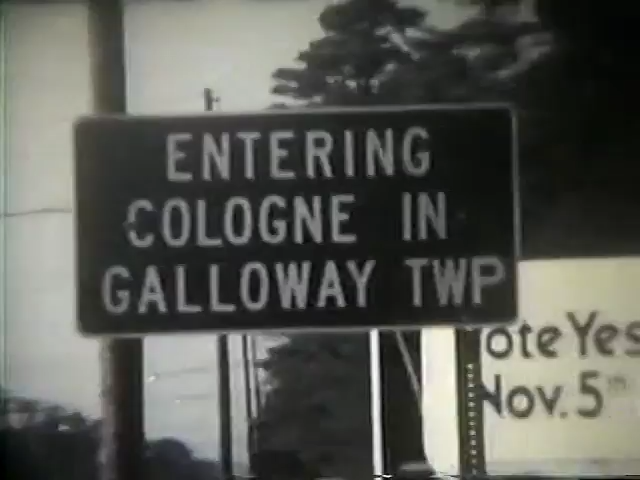 ENTERING
COLOGNE IN
GALLOWAY TWP
ote Yes
Nov. 5th